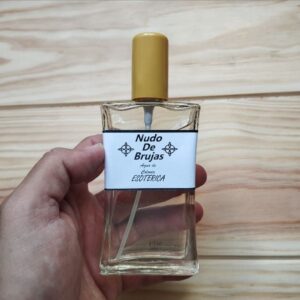 Nudo
De
Brujas
Agua de
Colonia
ESOTERICA